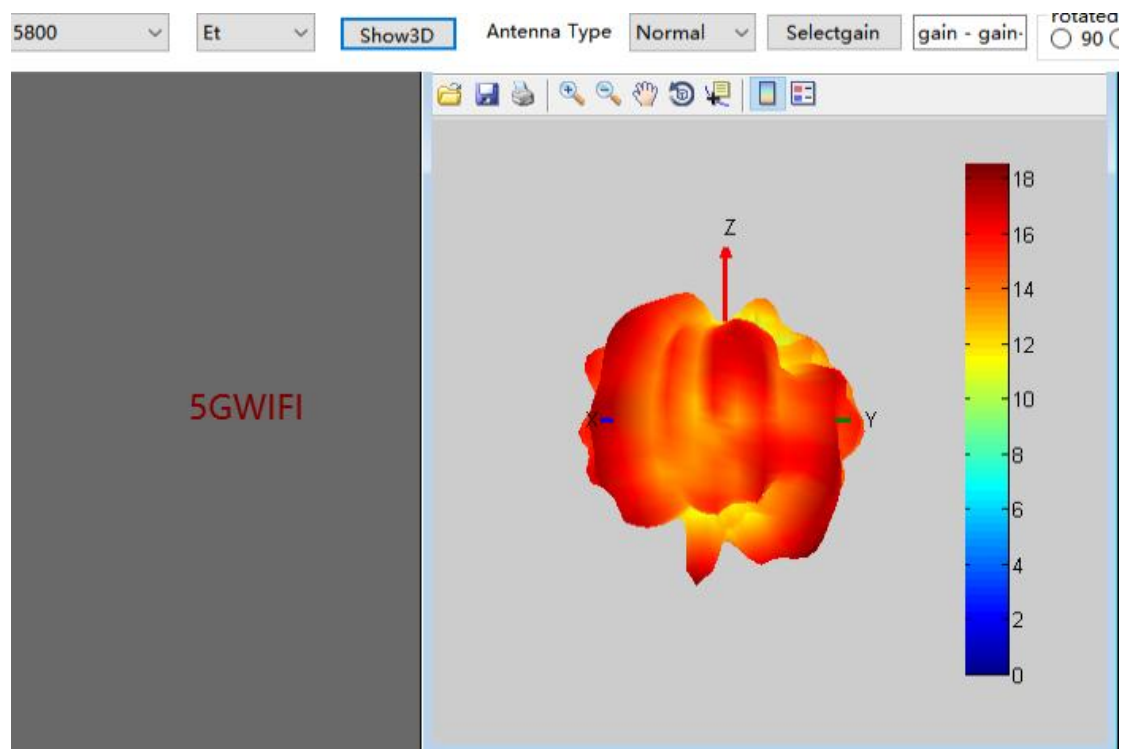 rotated
5800 Et Show3D Antenna Type Normal Selectgain gain - gain- 90
18
Z
16
14
12
5GWIFI
10
X Y
8
6
4
2
0